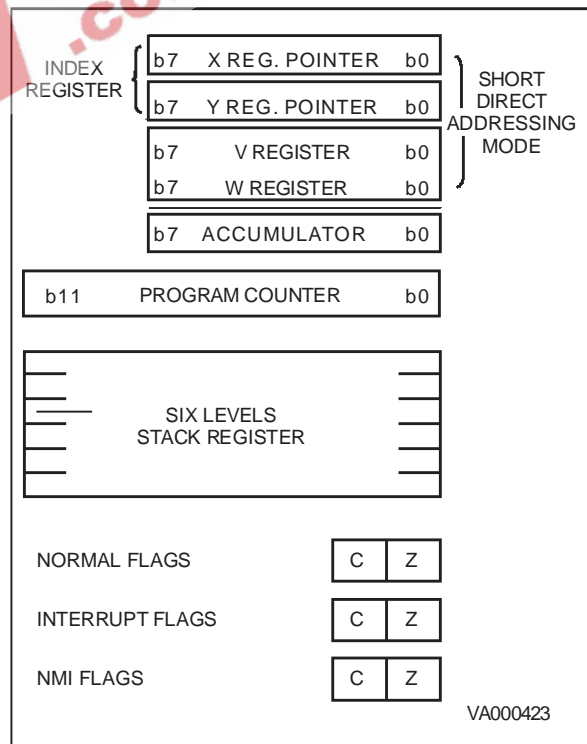 .co
INDEX
REGISTER
b7 X REG. POINTER b0
b7 Y REG. POINTER b0
b7 V REGISTER b0
b7 W REGISTER b0
SHORT
DIRECT
ADDRESSING
MODE
b7 ACCUMULATOR b0
b11 PROGRAM COUNTER b0
SIX LEVELS
STACK REGISTER
NORMAL FLAGS C Z
INTERRUPT FLAGS C Z
NMI FLAGS C Z
VA000423